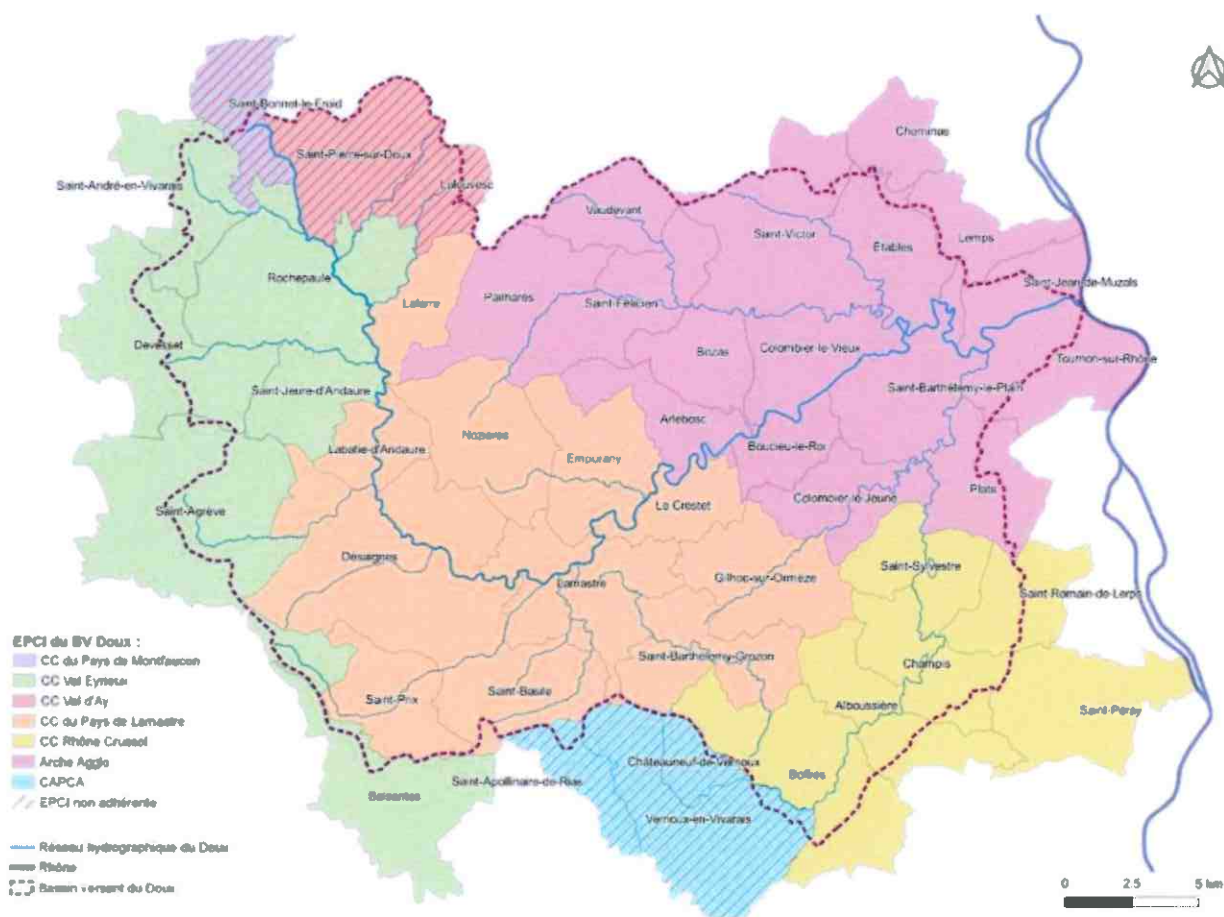 Cheminas
Saint-Bonnet-le-Froid
Saint-Pierre-sur-Doux
Lalouvesc
Saint-André-en-Vivarais
Vaudevant
Saint-Victor
Étables
Lemps
Rochepaule
Saint-Jean-de-Muzols
Lafarre
Pailharès
Saint-Félicien
Devesset
Bozas
Colombier-le-Vieux
Tournon-sur-Rhône
Saint-Jeure-d'Andaure
Saint-Barthélemy-le-Plain
Arlebosc
Nozières
Labatie-d'Andaure
Boucieu-le-Roi
Empurany
Plats
Colombier-le-Jeune
Le Crestet
Saint-Agrève
Désaignes
Saint-Sylvestre
Lamastre
Gilhoc-sur-Ormèze
Saint-Romain-de-Lerps
Saint-Barthélemy-Grozon
Champis
Saint-Prix
Saint-Basile
Alboussière
Saint-Péray
Châteauneuf-de-Vernoux
Boffres
Saint-Apollinaire-de-Rias
Belsentes
Vernoux-en-Vivarais
EPCI du BV Doux :
CC du Pays de Montfaucon
CC Val Eyrieux
CC Val d'Ay
CC du Pays de Lamastre
CC Rhône Crussol
Arche Agglo
CAPCA
EPCI non adhérente
Réseau hydrographique du Doux
Rhône
Bassin versant du Doux
0 2.5 5 km